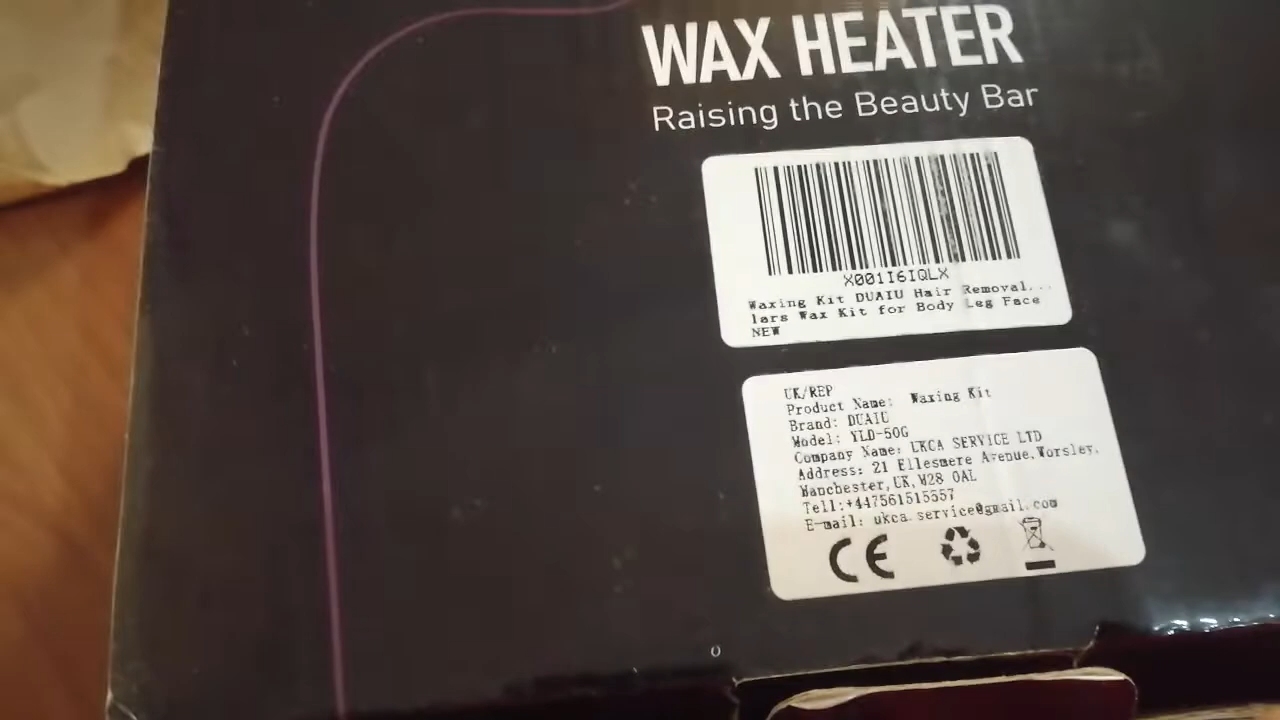 WAX HEATER
Raising the Beauty Bar
X001I6IQLX
Waxing Kit DUAIU Hair Removal...
lars Wax Kit for Body Leg Face
NEW
UK/REP
Product Name: Waxing Kit
Brand: DUAIU
Model: YLD-50G
Company Name: UKCA SERVICE LTD
Address: 21 Ellesmere Avenue,Worsley,
Manchester,UK,M28 0AL
Tell:+447561515557
E-mail: ukca.service@gmail.com
CE